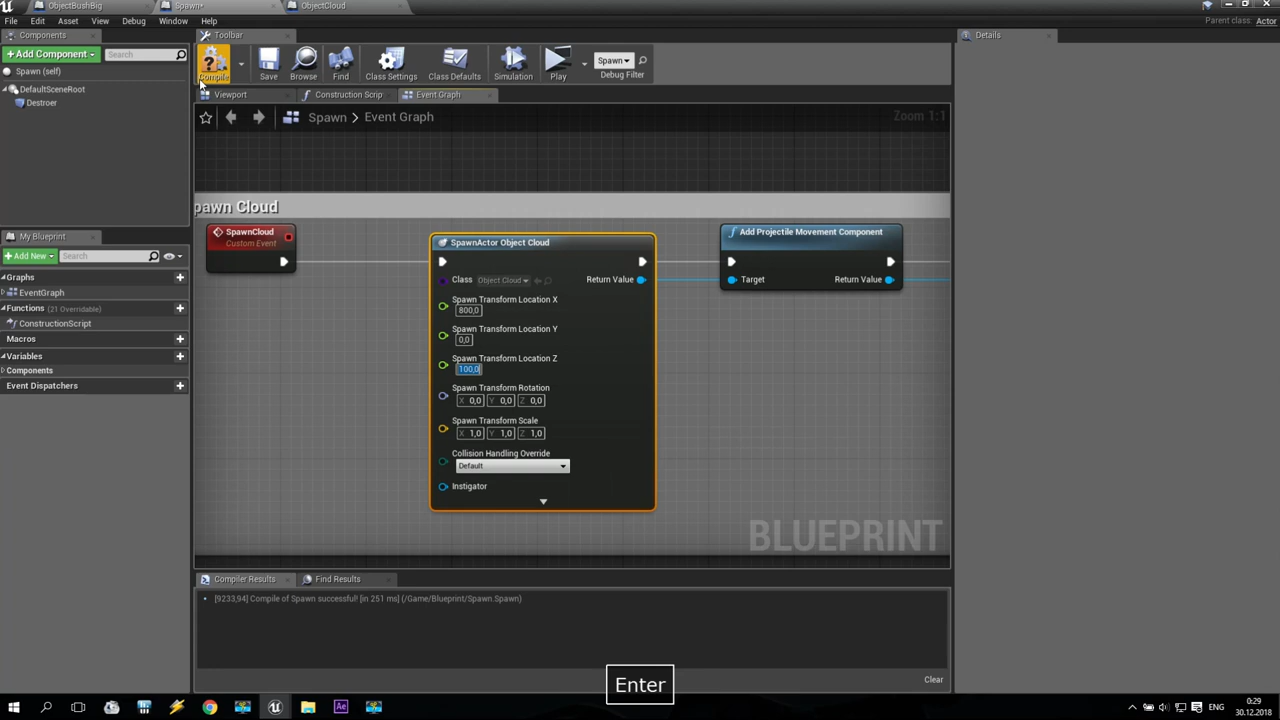 ObjectBushBig
Spawn*
ObjectCloud
File
Edit
Asset
View
Debug
Window
Help
Parent class: Actor
Components
Toolbar
Details
+Add Component
Search
Spawn (self)
DefaultSceneRoot
Destroer
Compile
Save
Browse
Find
Class Settings
Class Defaults
Simulation
Play
Spawn
Debug Filter
Viewport
Construction Scrip
Event Graph
Spawn > Event Graph
Zoom 1:1
pawn Cloud
SpawnCloud
Custom Event
SpawnActor Object Cloud
Class
Object Cloud
Return Value
Spawn Transform Location X
800,0
Spawn Transform Location Y
0,0
Spawn Transform Location Z
100,0
Spawn Transform Rotation
X 0,0 Y 0,0 Z 0,0
Spawn Transform Scale
X 1,0 Y 1,0 Z 1,0
Collision Handling Override
Default
Instigator
Add Projectile Movement Component
Target
Return Value
BLUEPRINT
My Blueprint
+Add New
Search
Graphs
EventGraph
Functions (21 Overridable)
ConstructionScript
Macros
Variables
Components
Event Dispatchers
Compiler Results
Find Results
[9233,94] Compile of Spawn successful! [in 251 ms] (/Game/Blueprint/Spawn.Spawn)
Clear
Enter
Ae
ENG
0:29
30.12.2018